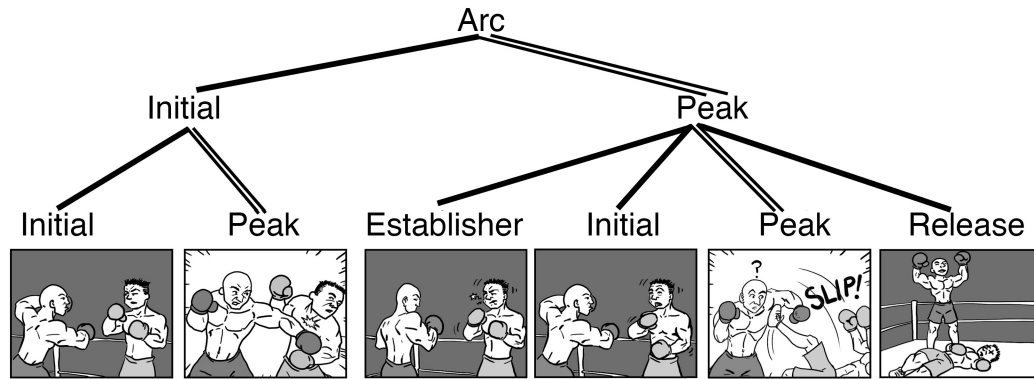 Arc
Initial Peak
Initial Peak Establisher Initial Peak Release
?
SLIP!